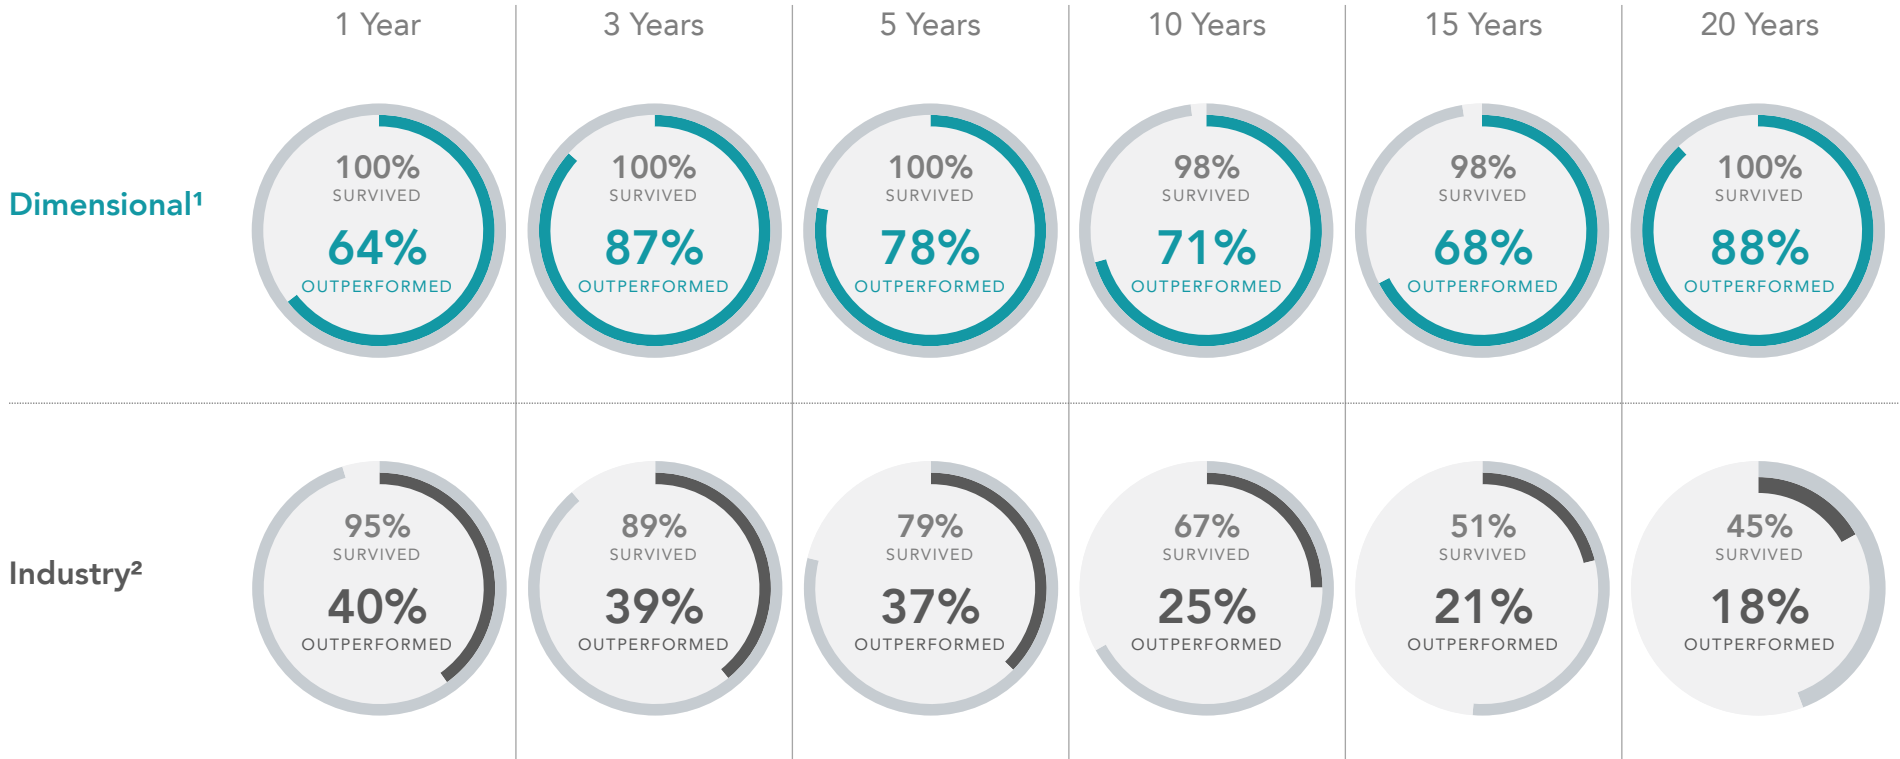 1 Year
3 Years
5 Years
10 Years
15 Years
20 Years
Dimensional¹
100%
SURVIVED
64%
OUTPERFORMED
100%
SURVIVED
87%
OUTPERFORMED
100%
SURVIVED
78%
OUTPERFORMED
98%
SURVIVED
71%
OUTPERFORMED
98%
SURVIVED
68%
OUTPERFORMED
100%
SURVIVED
88%
OUTPERFORMED
Industry²
95%
SURVIVED
40%
OUTPERFORMED
89%
SURVIVED
39%
OUTPERFORMED
79%
SURVIVED
37%
OUTPERFORMED
67%
SURVIVED
25%
OUTPERFORMED
51%
SURVIVED
21%
OUTPERFORMED
45%
SURVIVED
18%
OUTPERFORMED